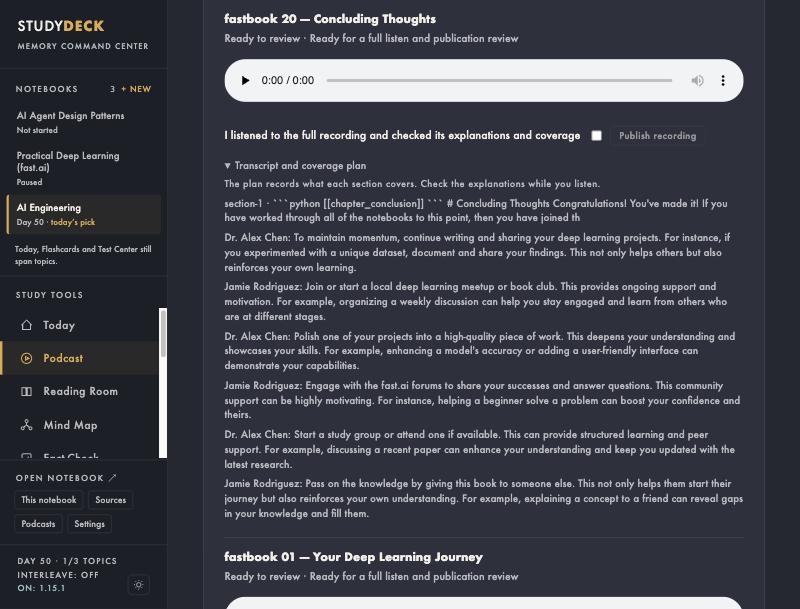 STUDYDECK
MEMORY COMMAND CENTER
NOTEBOOKS 3 + NEW
AI Agent Design Patterns
Not started
Practical Deep Learning
(fast.ai)
Paused
AI Engineering
Day 50 · today's pick
Today, Flashcards and Test Center still
span topics.
STUDY TOOLS
Today
Podcast
Reading Room
Mind Map
OPEN NOTEBOOK ↗
This notebook Sources
Podcasts Settings
DAY 50 · 1/3 TOPICS
INTERLEAVE: OFF
ON: 1.15.1
fastbook 20 — Concluding Thoughts
Ready to review · Ready for a full listen and publication review
0:00 / 0:00
I listened to the full recording and checked its explanations and coverage Publish recording
▼ Transcript and coverage plan
The plan records what each section covers. Check the explanations while you listen.
section-1 · ```python [[chapter_conclusion]] ``` # Concluding Thoughts Congratulations! You've made it! If you
have worked through all of the notebooks to this point, then you have joined th
Dr. Alex Chen: To maintain momentum, continue writing and sharing your deep learning projects. For instance, if
you experimented with a unique dataset, document and share your findings. This not only helps others but also
reinforces your own learning.
Jamie Rodriguez: Join or start a local deep learning meetup or book club. This provides ongoing support and
motivation. For example, organizing a weekly discussion can help you stay engaged and learn from others who
are at different stages.
Dr. Alex Chen: Polish one of your projects into a high-quality piece of work. This deepens your understanding and
showcases your skills. For example, enhancing a model's accuracy or adding a user-friendly interface can
demonstrate your capabilities.
Jamie Rodriguez: Engage with the fast.ai forums to share your successes and answer questions. This community
support can be highly motivating. For instance, helping a beginner solve a problem can boost your confidence and
theirs.
Dr. Alex Chen: Start a study group or attend one if available. This can provide structured learning and peer
support. For example, discussing a recent paper can enhance your understanding and keep you updated with the
latest research.
Jamie Rodriguez: Pass on the knowledge by giving this book to someone else. This not only helps them start their
journey but also reinforces your own understanding. For example, explaining a concept to a friend can reveal gaps
in your knowledge and fill them.
fastbook 01 — Your Deep Learning Journey
Ready to review · Ready for a full listen and publication review